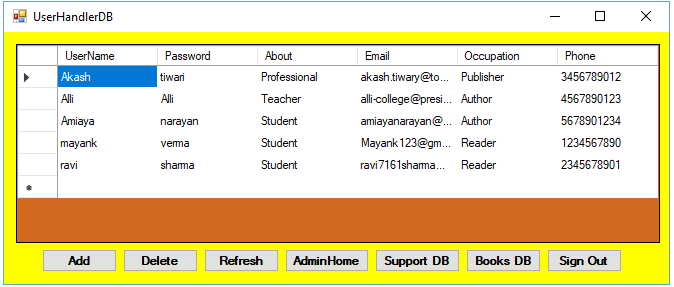 UserHandlerDB
UserName Password About Email Occupation Phone
Akash tiwari Professional akash.tiwary@to... Publisher 3456789012
Alli Alli Teacher alli-college@presi... Author 4567890123
Amiaya narayan Student amiayanarayan@... Author 5678901234
mayank verma Student Mayank123@gm... Reader 1234567890
ravi sharma Student ravi7161sharma... Reader 2345678901
Add Delete Refresh AdminHome Support DB Books DB Sign Out